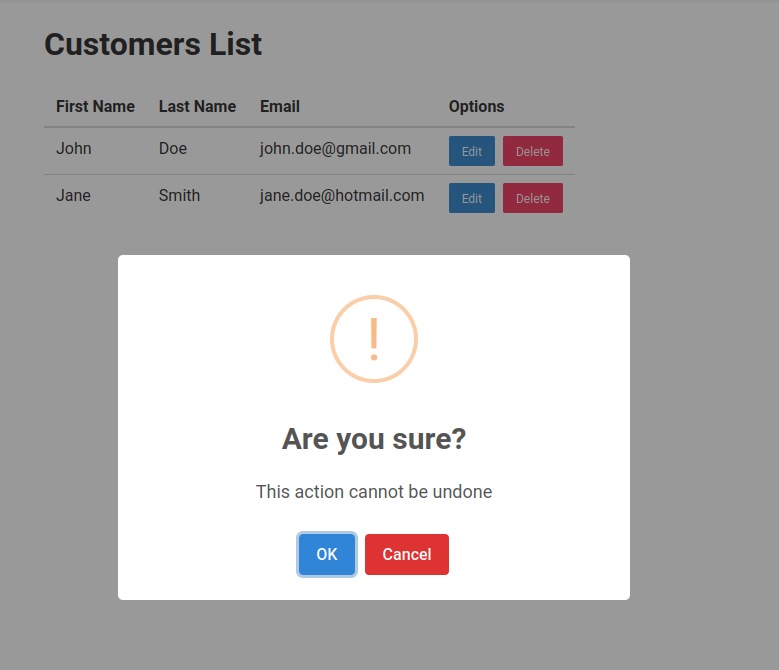 Customers List
First Name Last Name Email Options
John Doe john.doe@gmail.com Edit Delete
Jane Smith jane.doe@hotmail.com Edit Delete
!
Are you sure?
This action cannot be undone
OK Cancel